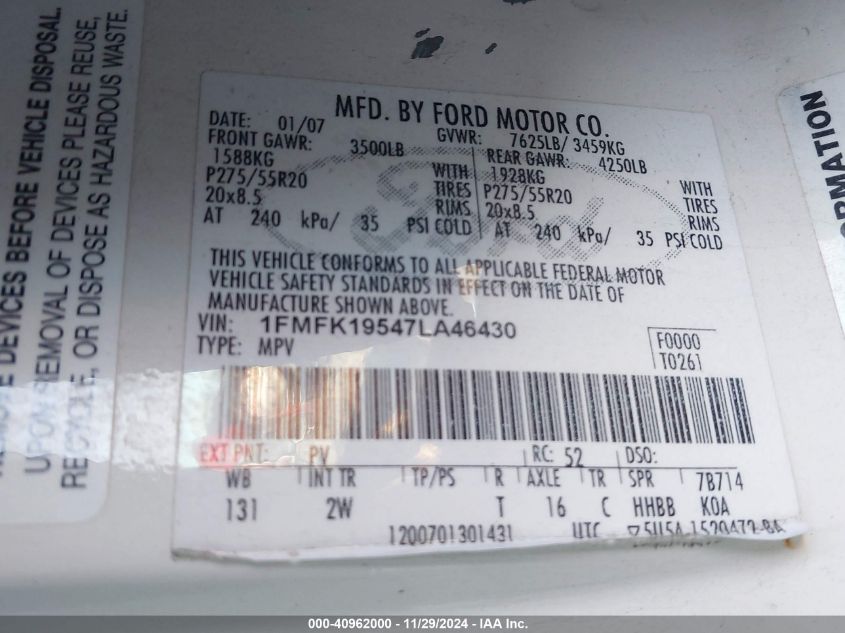 MFD. BY FORD MOTOR CO.
DATE: 01/07 GVWR: 7625LB/ 3459KG
FRONT GAWR: 3500LB REAR GAWR: 4250LB
1588KG WITH 1928KG WITH
P275/55R20 TIRES P275/55R20 TIRES
20x8.5 RIMS 20x8.5 RIMS
AT 240 kPa/ 35 PSI COLD AT 240 kPa/ 35 PSI COLD
Ford
THIS VEHICLE CONFORMS TO ALL APPLICABLE FEDERAL MOTOR
VEHICLE SAFETY STANDARDS IN EFFECT ON THE DATE OF
MANUFACTURE SHOWN ABOVE.
VIN: 1FMFK19547LA46430
TYPE: MPV
F0000
T0261
EXT PNT: PV RC: 52 DSO:
WB INT TR TP/PS R AXLE TR SPR 7B714
131 2W T 16 C HHBB KOA
1200701301431 UTC
DEVICES BEFORE VEHICLE DISPOSAL.
UPON REMOVAL OF DEVICES PLEASE REUSE,
RECYCLE, OR DISPOSE AS HAZARDOUS WASTE.
000-40962000 - 11/29/2024 - IAA Inc.